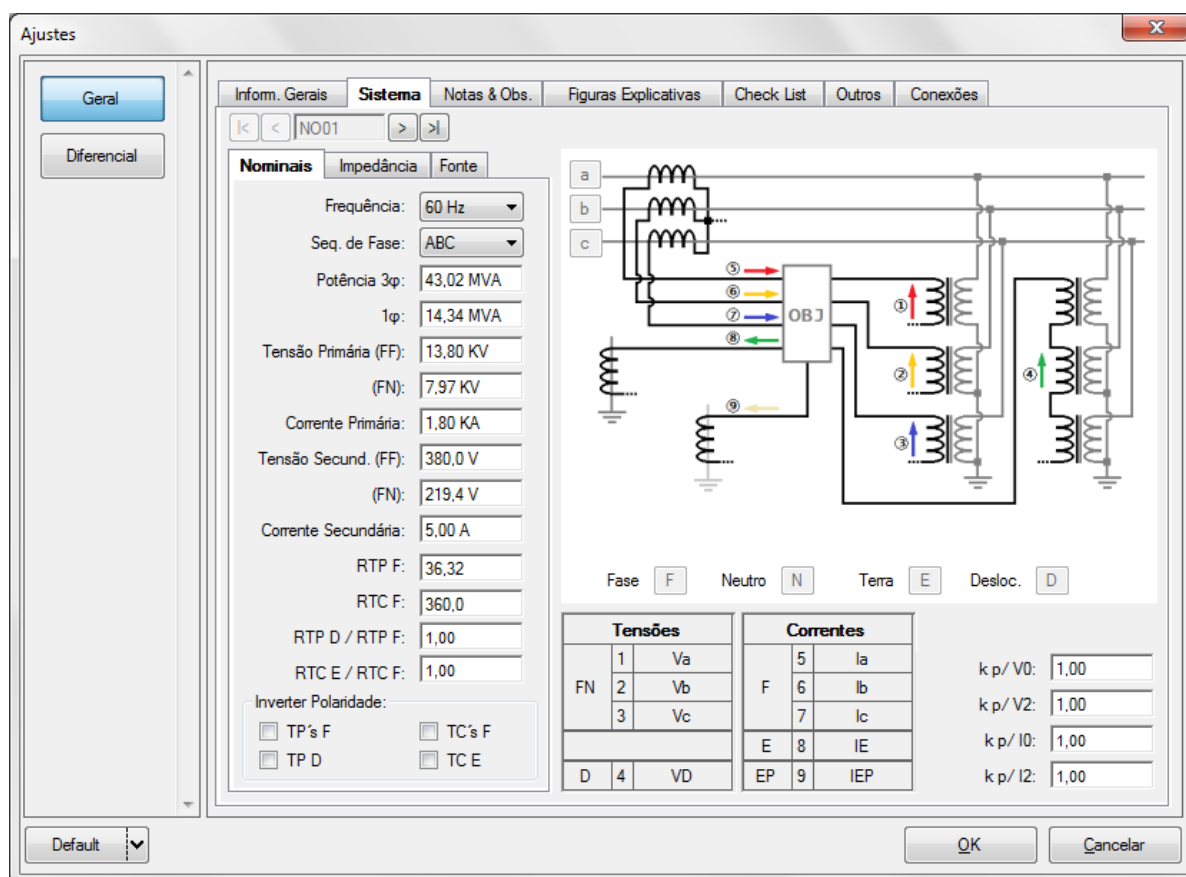 Ajustes
X
Geral
Diferencial
Inform. Gerais Sistema Notas & Obs. Figuras Explicativas Check List Outros Conexões
|< < NO01 > >|
Nominais Impedância Fonte
Frequência: 60 Hz
Seq. de Fase: ABC
Potência 3φ: 43,02 MVA
1φ: 14,34 MVA
Tensão Primária (FF): 13,80 KV
(FN): 7,97 KV
Corrente Primária: 1,80 KA
Tensão Secund. (FF): 380,0 V
(FN): 219,4 V
Corrente Secundária: 5,00 A
RTP F: 36,32
RTC F: 360,0
RTP D / RTP F: 1,00
RTC E / RTC F: 1,00
Inverter Polaridade:
TP´s F TC´s F
TP D TC E
a
b
c
⑤
⑥
⑦
⑧
⑨
OBJ
①
②
③
④
Fase F Neutro N Terra E Desloc. D
Tensões
FN 1 Va
2 Vb
3 Vc
D 4 VD
Correntes
F 5 Ia
6 Ib
7 Ic
E 8 IE
EP 9 IEP
k p/ V0: 1,00
k p/ V2: 1,00
k p/ I0: 1,00
k p/ I2: 1,00
Default
OK Cancelar